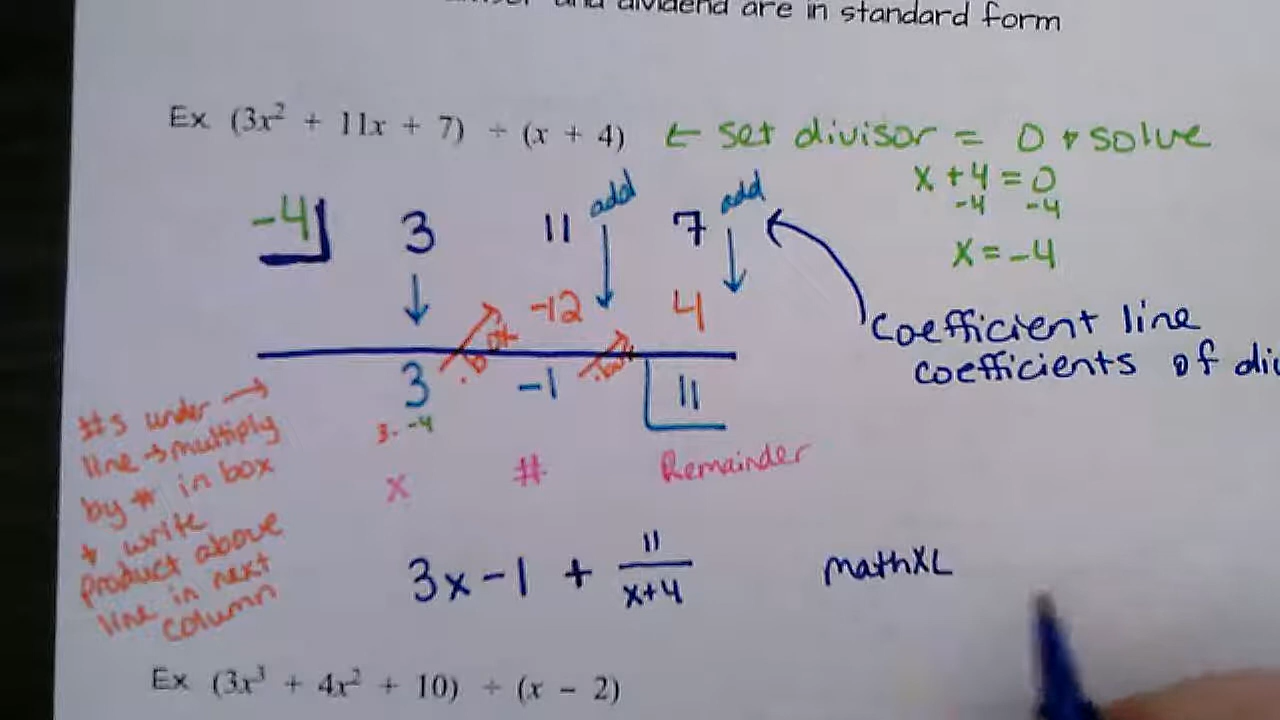 and dividend are in standard form
Ex (3x² + 11x + 7) ÷ (x + 4) ← set divisor = 0 + solve
x + 4 = 0
-4 -4
x = -4
-4 3 11 add 7 add
-12 4
3 -1 11
3 · -4
x # Remainder
Coefficient line
coefficients of
#s under →
line → multiply
by # in box
+ write
product above
line in next
column
3x - 1 + 11/(x+4)
mathXL
Ex (3x³ + 4x² + 10) ÷ (x - 2)